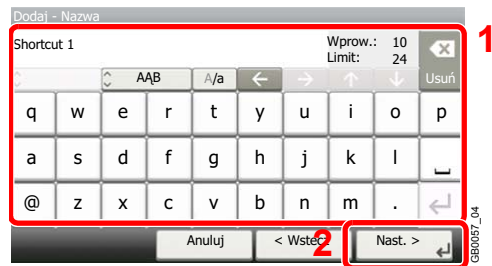 Dodaj - Nazwa
1
Shortcut 1 Wprow.: 10
Limit: 24
AĄB A/a Usuń
q w e r t y u i o p
a s d f g h j k l
@ z x c v b n m .
2
Anuluj < Wstecz Nast. >
GB0057_04